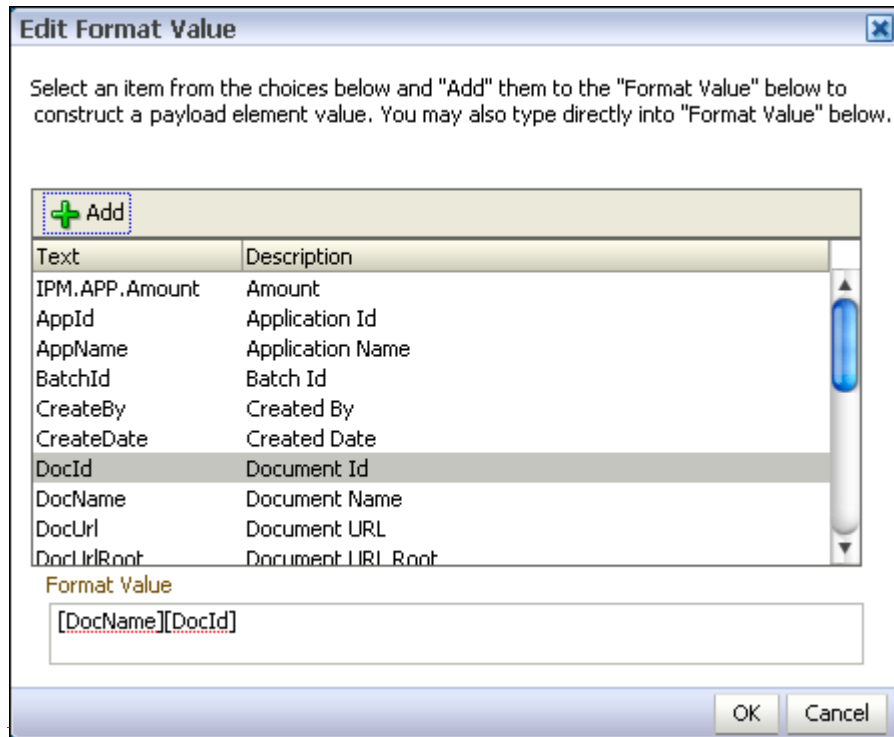 Edit Format Value
Select an item from the choices below and "Add" them to the "Format Value" below to
construct a payload element value. You may also type directly into "Format Value" below.
Add
Text Description
IPM.APP.Amount Amount
AppId Application Id
AppName Application Name
BatchId Batch Id
CreateBy Created By
CreateDate Created Date
DocId Document Id
DocName Document Name
DocUrl Document URL
DocUrlRoot Document URL Root
Format Value
[DocName][DocId]
OK Cancel